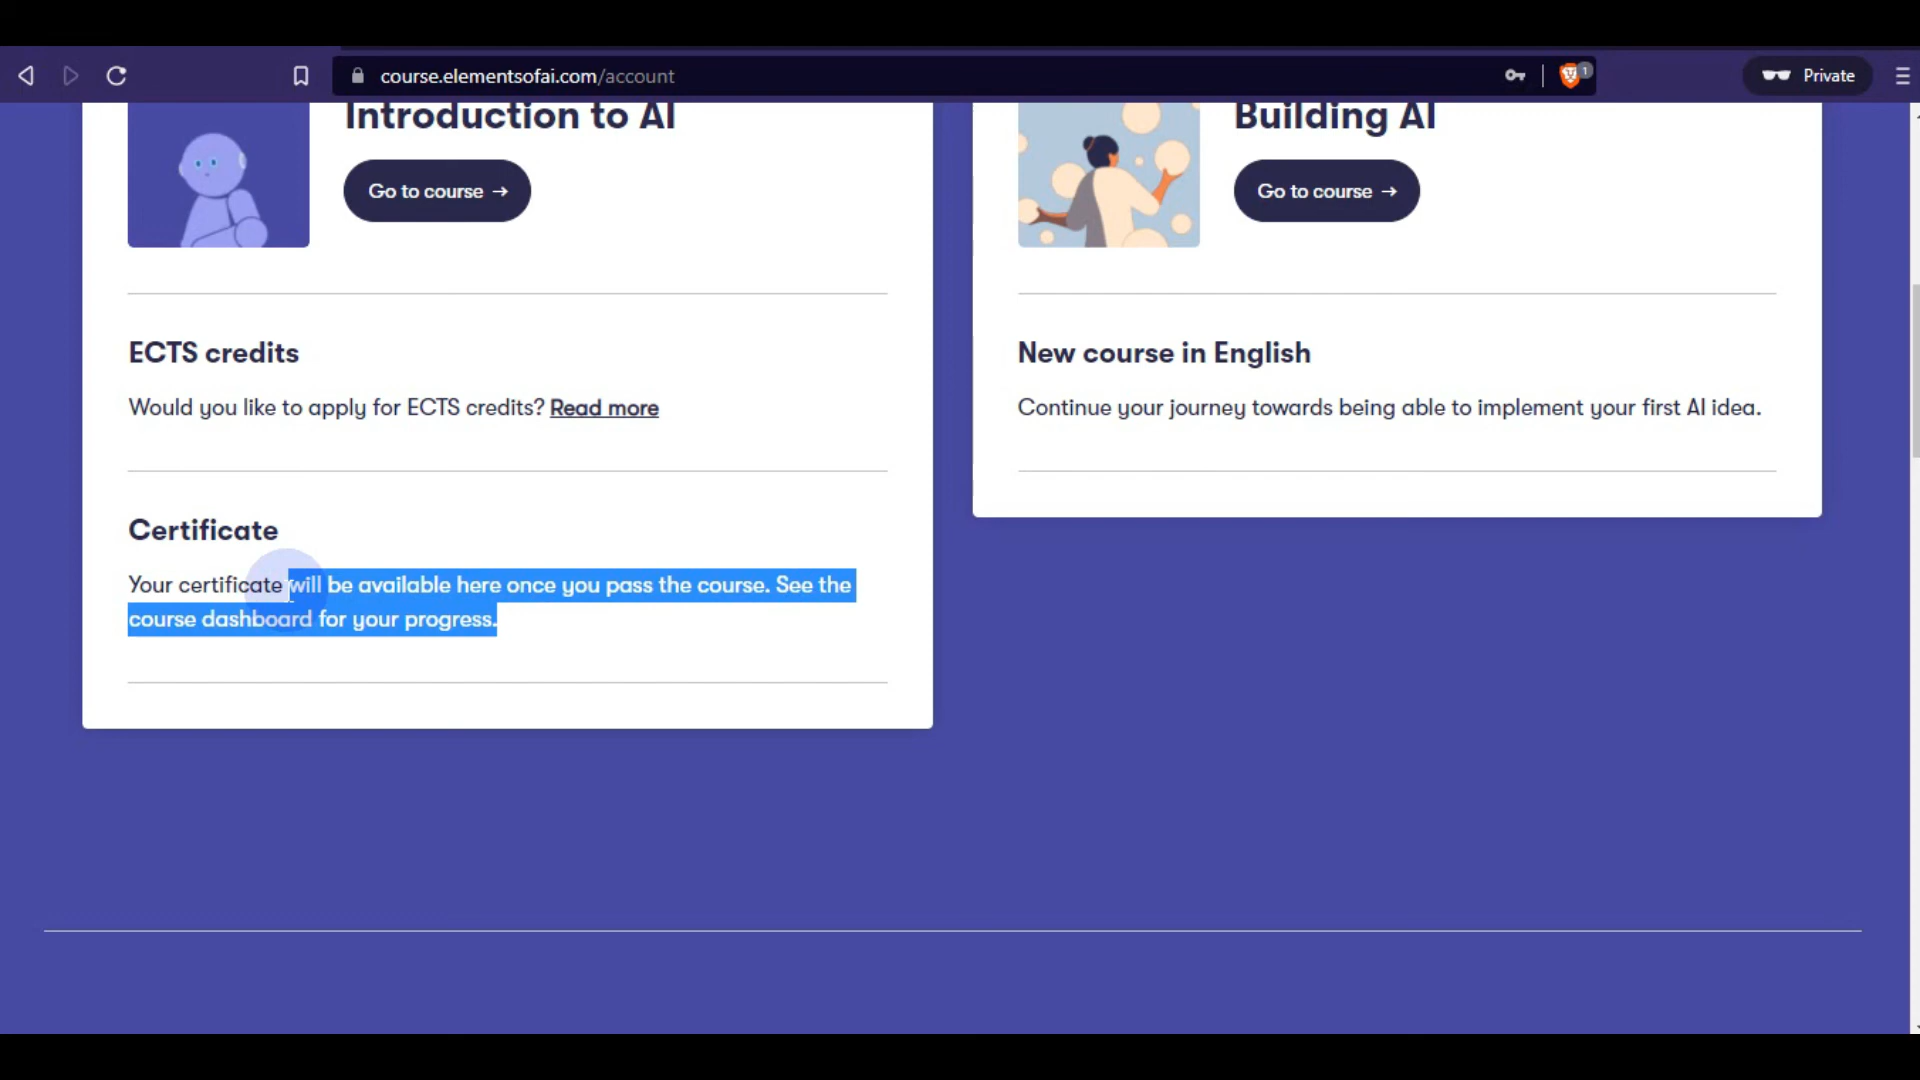 course.elementsofai.com/account
1
Private
Introduction to AI
Go to course →
ECTS credits
Would you like to apply for ECTS credits? Read more
Certificate
Your certificate will be available here once you pass the course. See the
course dashboard for your progress.
Building AI
Go to course →
New course in English
Continue your journey towards being able to implement your first AI idea.